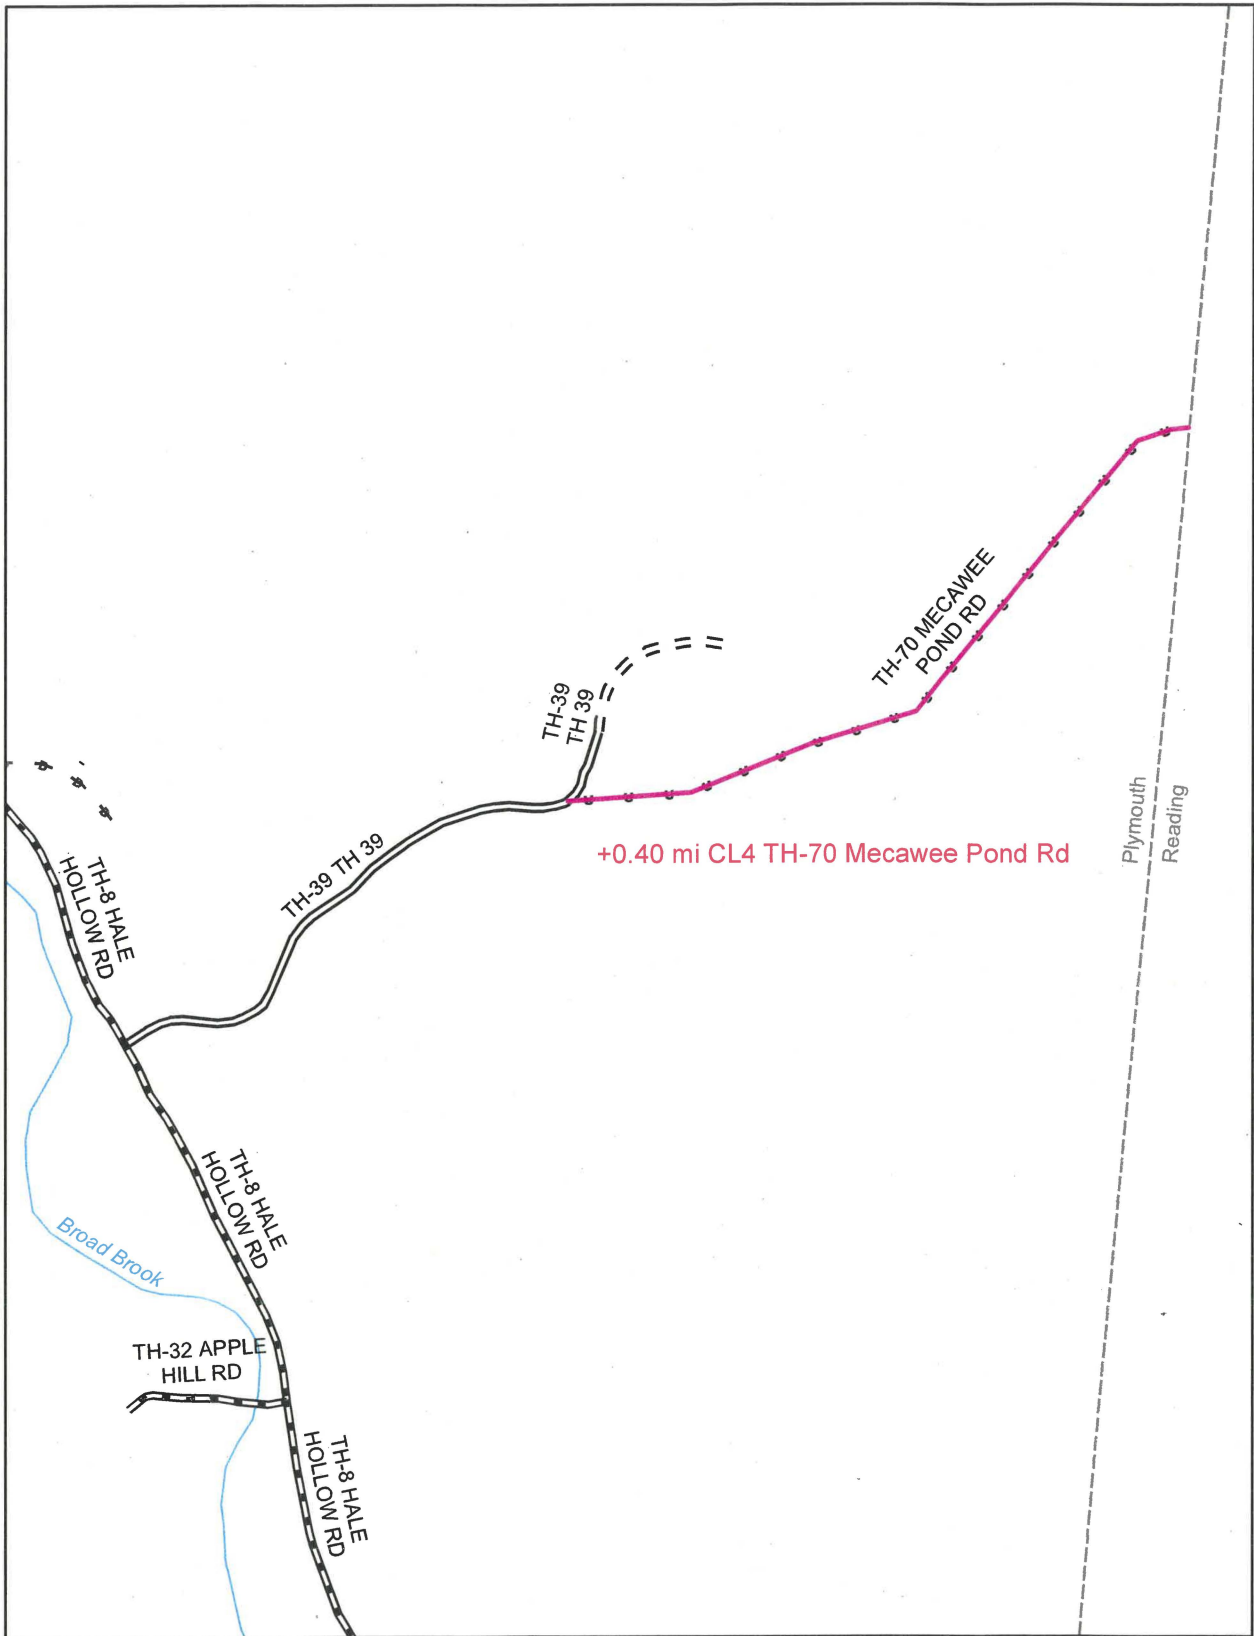 TH-70 MECAWEE
POND RD
TH-39
TH 39
Plymouth
Reading
+0.40 mi CL4 TH-70 Mecawee Pond Rd
TH-39 TH 39
TH-8 HALE
HOLLOW RD
TH-8 HALE
HOLLOW RD
Broad Brook
TH-32 APPLE
HILL RD
TH-8 HALE
HOLLOW RD